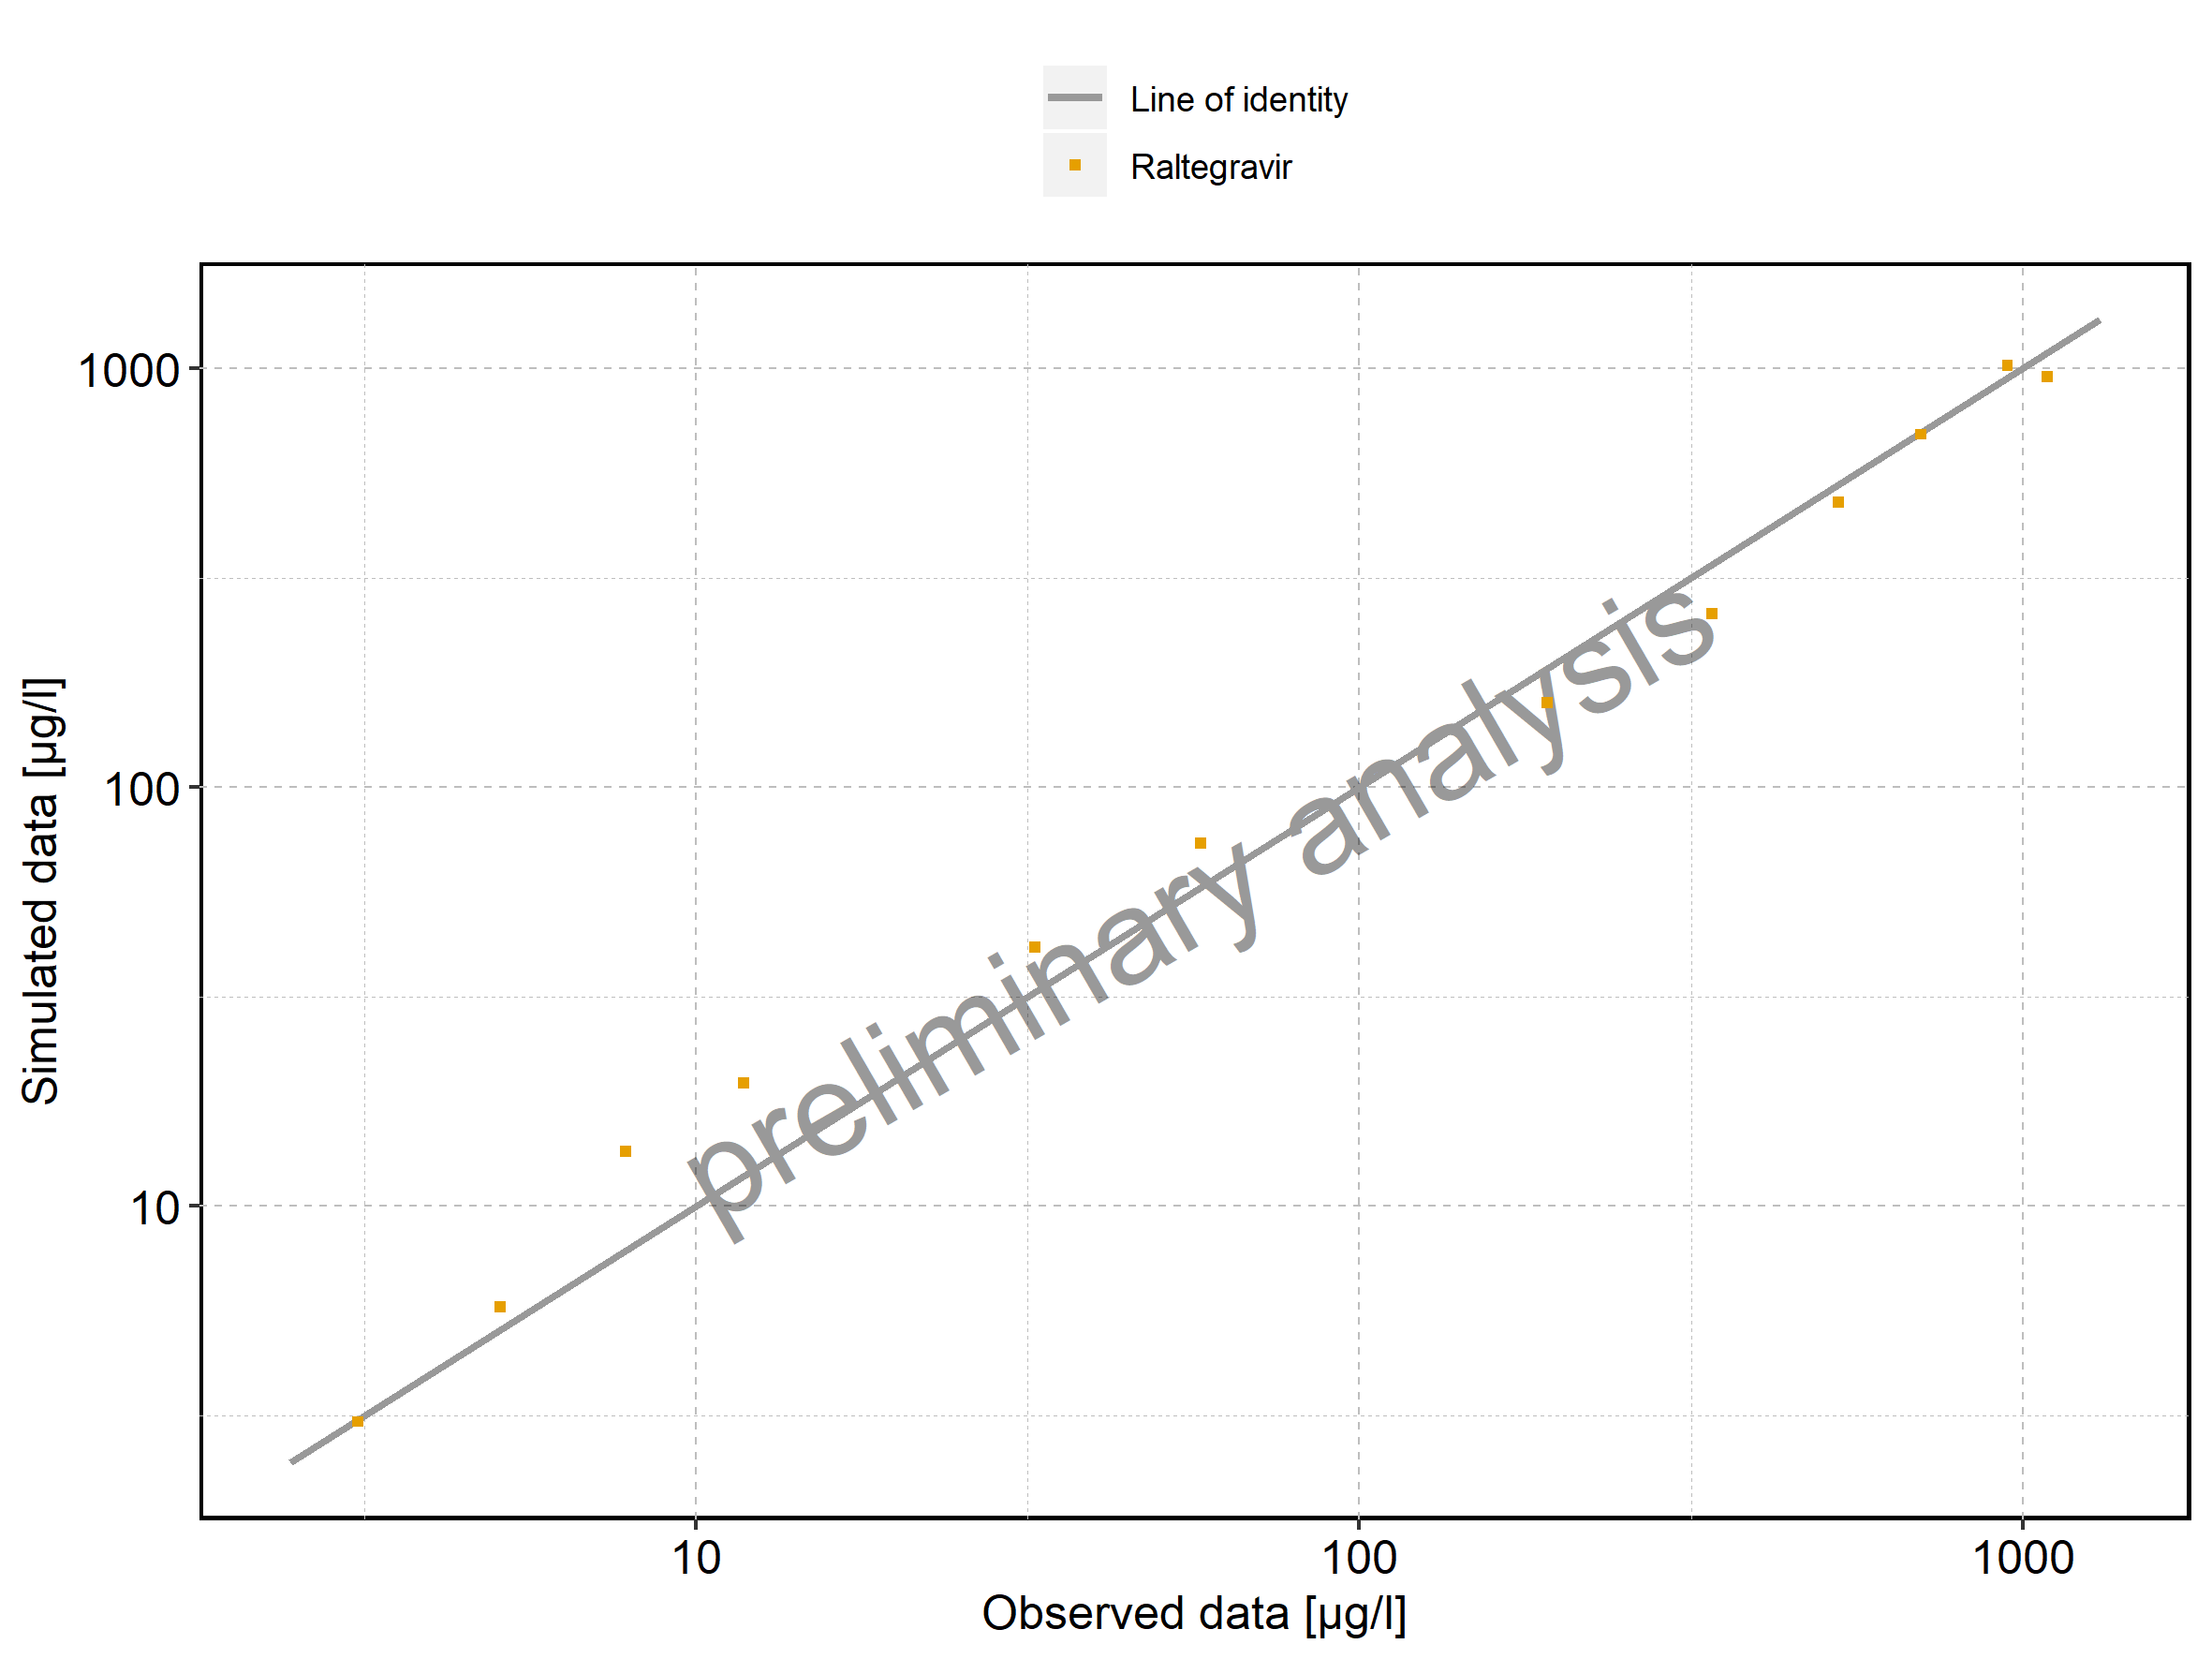 Line of identity
Raltegravir
1000
100
10
Simulated data [µg/l]
preliminary analysis
10 100 1000
Observed data [µg/l]